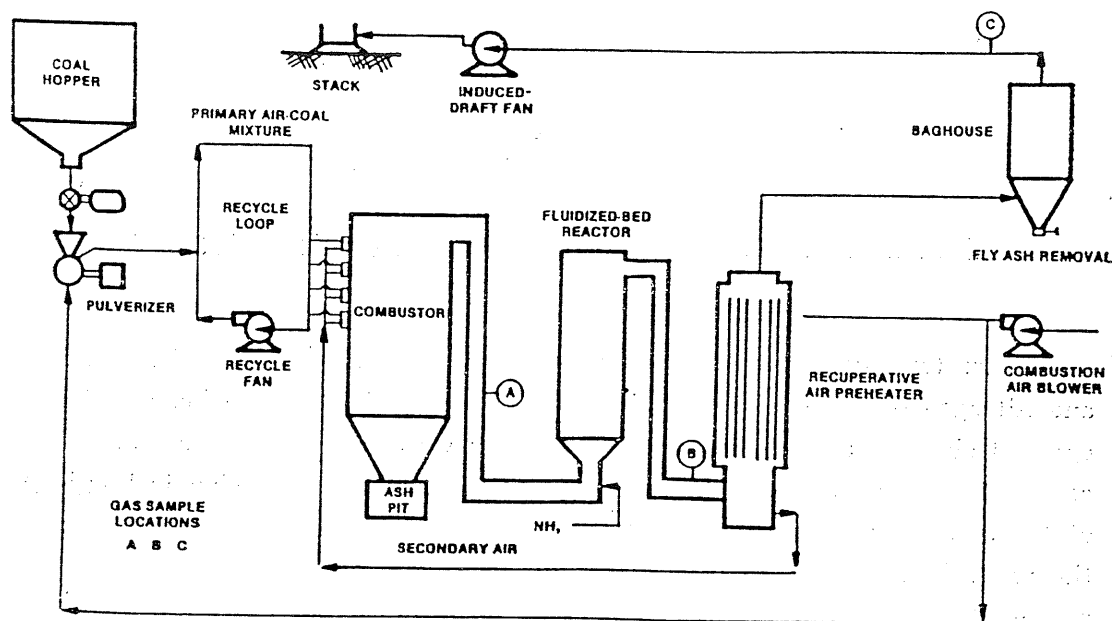 COAL
HOPPER
STACK
INDUCED-
DRAFT FAN
C
BAGHOUSE
PRIMARY AIR-COAL
MIXTURE
RECYCLE
LOOP
FLUIDIZED-BED
REACTOR
FLY ASH REMOVAL
PULVERIZER
COMBUSTOR
RECYCLE
FAN
A
RECUPERATIVE
AIR PREHEATER
COMBUSTION
AIR BLOWER
B
ASH
PIT
GAS SAMPLE
LOCATIONS
A B C
NH,
SECONDARY AIR